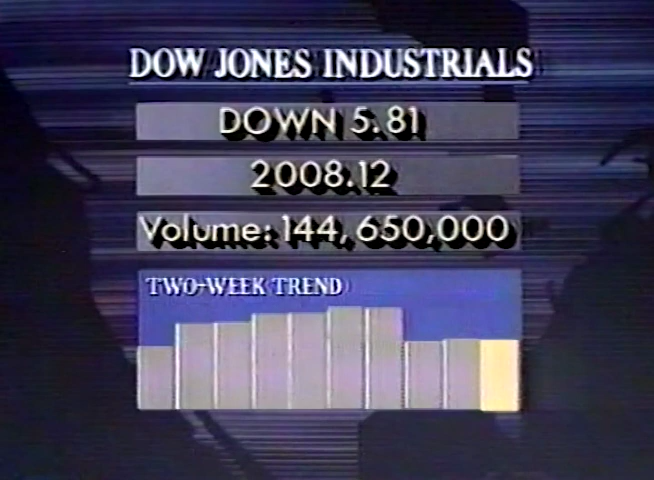 DOW JONES INDUSTRIALS
DOWN 5.81
2008.12
Volume: 144,650,000
TWO-WEEK TREND